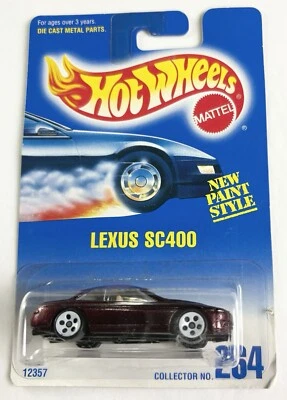 For ages over 3 years.
DIE CAST METAL PARTS.
HOT WHEELS
MATTEL
NEW
PAINT
STYLE
LEXUS SC400
12357
COLLECTOR NO. 264